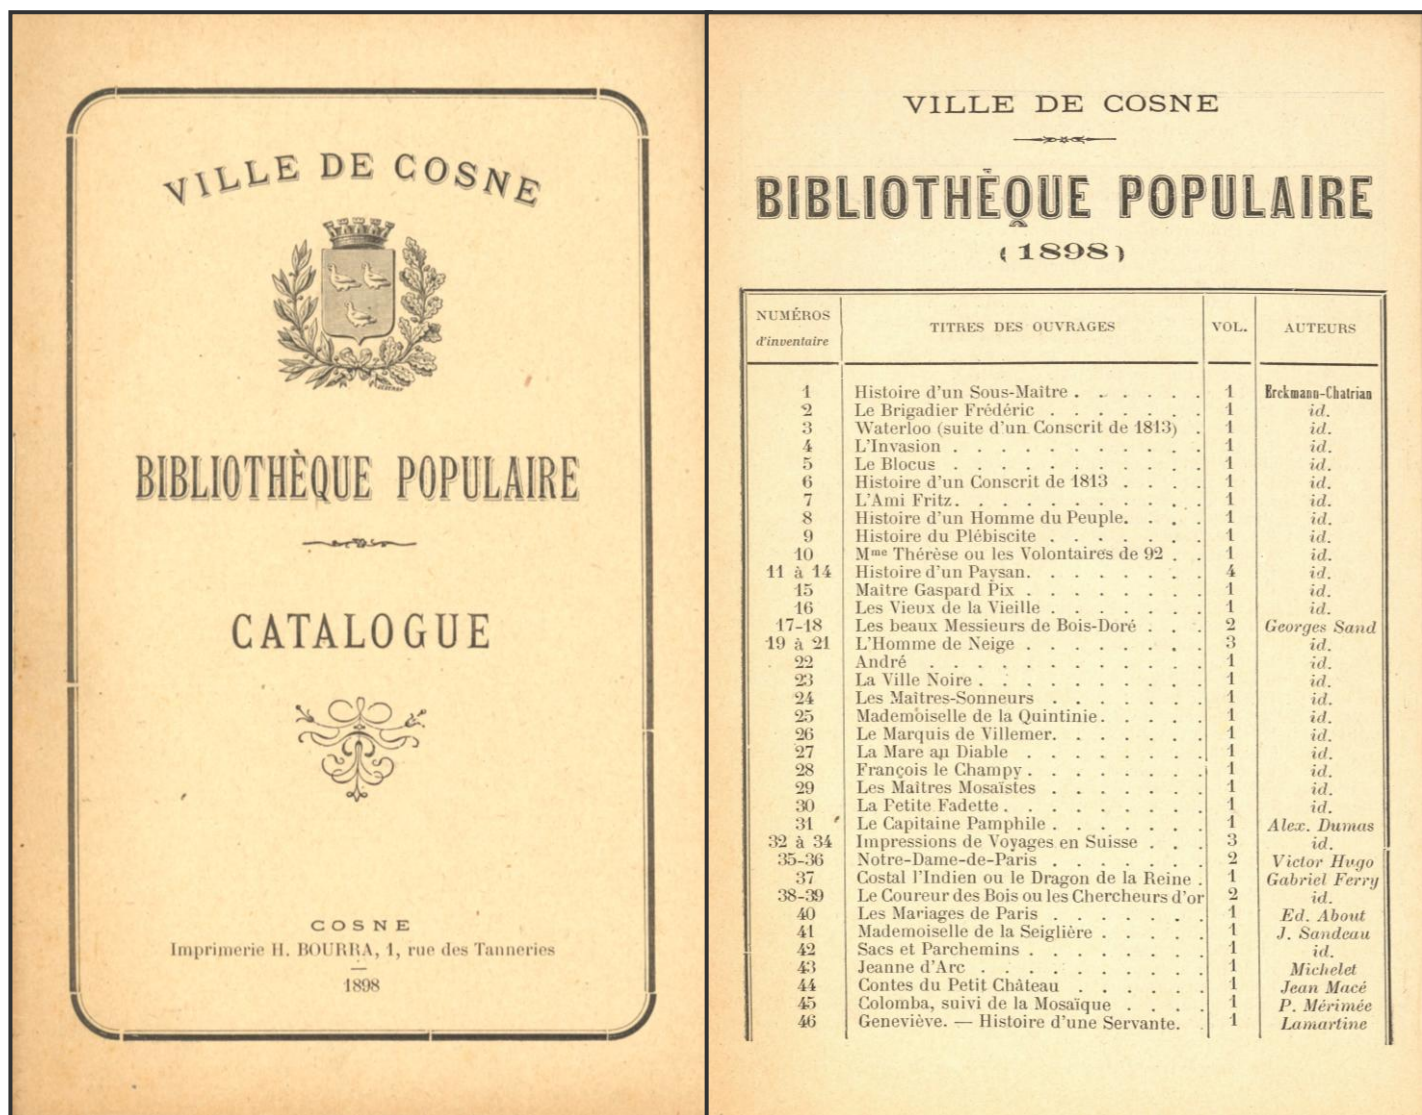 VILLE DE COSNE
BIBLIOTHÈQUE POPULAIRE
CATALOGUE
COSNE
Imprimerie H. BOURRA, 1, rue des Tanneries
1898
VILLE DE COSNE
BIBLIOTHÈQUE POPULAIRE
(1898)
NUMÉROS d'inventaire TITRES DES OUVRAGES VOL. AUTEURS
1 Histoire d'un Sous-Maître . . . . . . 1 Erckmann-Chatrian
2 Le Brigadier Frédéric . . . . . . . 1 id.
3 Waterloo (suite d'un Conscrit de 1813) . 1 id.
4 L'Invasion . . . . . . . . . . . 1 id.
5 Le Blocus . . . . . . . . . . . 1 id.
6 Histoire d'un Conscrit de 1813 . . . . 1 id.
7 L'Ami Fritz. . . . . . . . . . . 1 id.
8 Histoire d'un Homme du Peuple. . . . 1 id.
9 Histoire du Plébiscite . . . . . . . 1 id.
10 Mme Thérèse ou les Volontaires de 92 . . 1 id.
11 à 14 Histoire d'un Paysan. . . . . . . . 4 id.
15 Maître Gaspard Pix . . . . . . . . 1 id.
16 Les Vieux de la Vieille . . . . . . . 1 id.
17-18 Les beaux Messieurs de Bois-Doré . . . 2 Georges Sand
19 à 21 L'Homme de Neige . . . . . . . . 3 id.
22 André . . . . . . . . . . . . 1 id.
23 La Ville Noire . . . . . . . . . . 1 id.
24 Les Maîtres-Sonneurs . . . . . . . 1 id.
25 Mademoiselle de la Quintinie. . . . . 1 id.
26 Le Marquis de Villemer. . . . . . . 1 id.
27 La Mare au Diable . . . . . . . . 1 id.
28 François le Champy . . . . . . . . 1 id.
29 Les Maîtres Mosaïstes . . . . . . . 1 id.
30 La Petite Fadette . . . . . . . . . 1 id.
31 Le Capitaine Pamphile . . . . . . . 1 Alex. Dumas
32 à 34 Impressions de Voyages en Suisse . . . 3 id.
35-36 Notre-Dame-de-Paris . . . . . . . 2 Victor Hugo
37 Costal l'Indien ou le Dragon de la Reine . 1 Gabriel Ferry
38-39 Le Coureur des Bois ou les Chercheurs d'or 2 id.
40 Les Mariages de Paris . . . . . . . 1 Ed. About
41 Mademoiselle de la Seiglière . . . . . 1 J. Sandeau
42 Sacs et Parchemins . . . . . . . . 1 id.
43 Jeanne d'Arc . . . . . . . . . . 1 Michelet
44 Contes du Petit Château . . . . . . 1 Jean Macé
45 Colomba, suivi de la Mosaïque . . . . 1 P. Mérimée
46 Geneviève. — Histoire d'une Servante. . 1 Lamartine